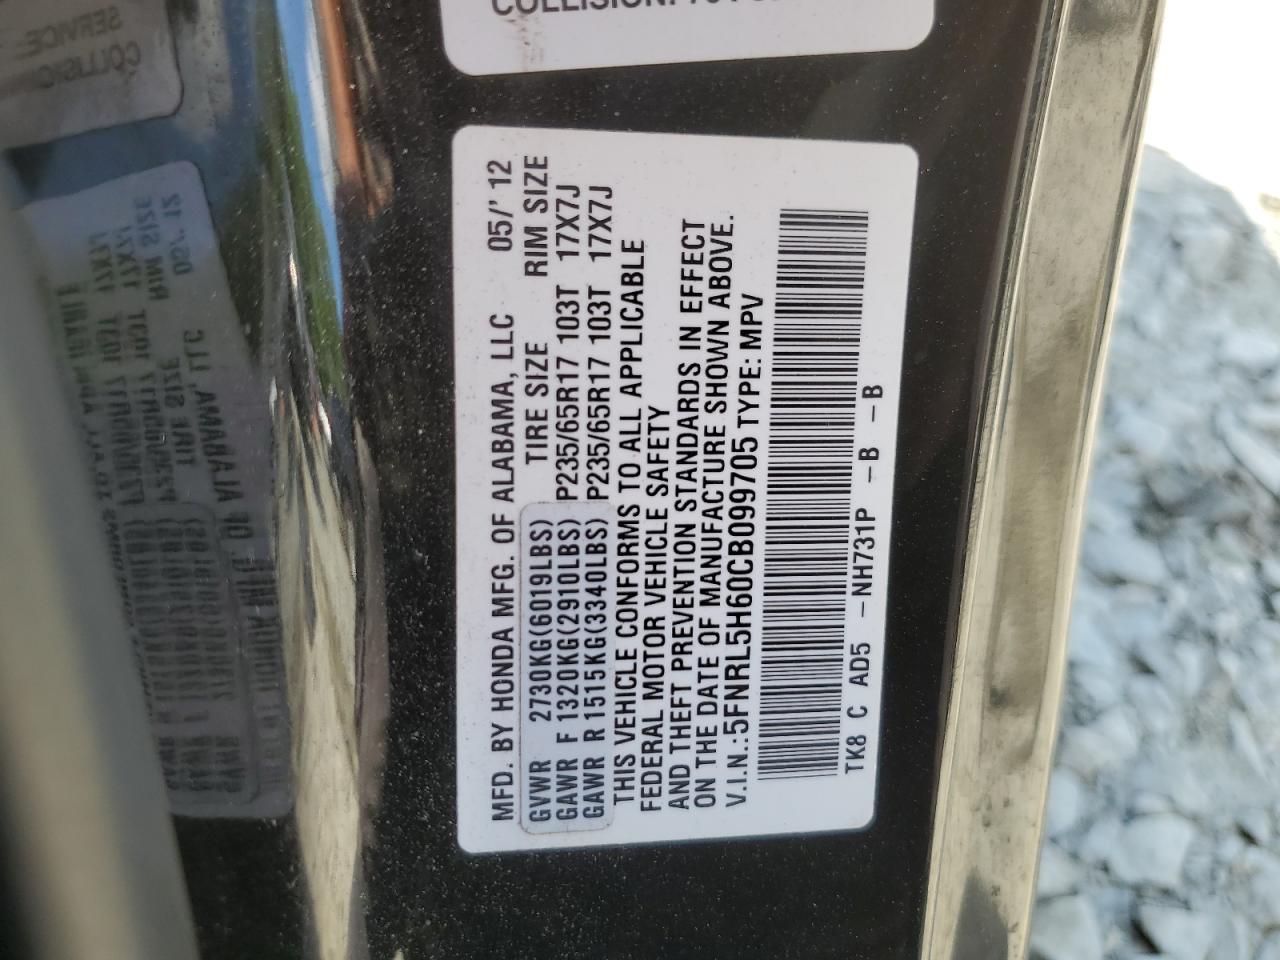 COLLISION:
MFD. BY HONDA MFG. OF ALABAMA, LLC 05/' 12
TIRE SIZE RIM SIZE
GVWR 2730KG(6019LBS)
GAWR F 1320KG(2910LBS) P235/65R17 103T 17X7J
GAWR R 1515KG(3340LBS) P235/65R17 103T 17X7J
THIS VEHICLE CONFORMS TO ALL APPLICABLE
FEDERAL MOTOR VEHICLE SAFETY
AND THEFT PREVENTION STANDARDS IN EFFECT
ON THE DATE OF MANUFACTURE SHOWN ABOVE.
V.I.N.:5FNRL5H60CB099705 TYPE: MPV
TK8 C AD5 -NH731P -B -B